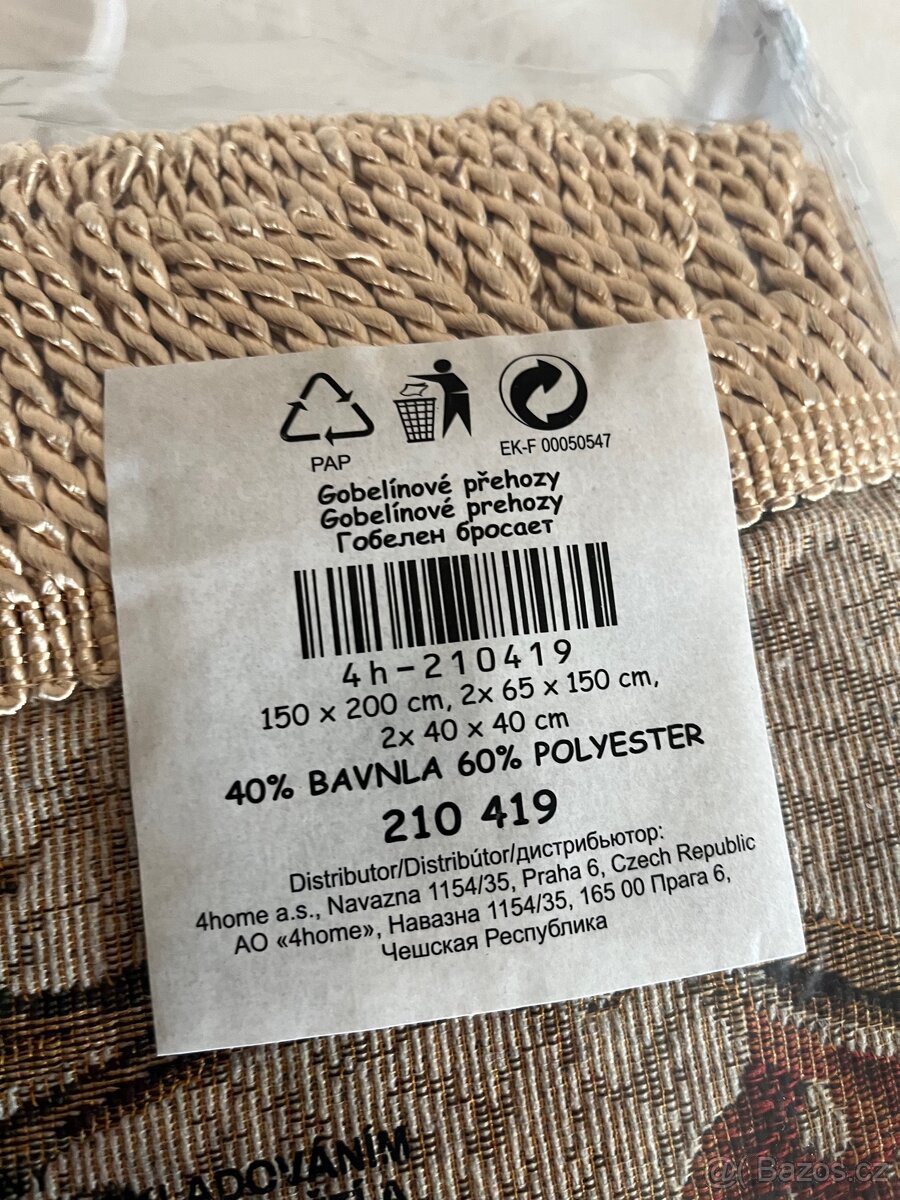 PAP
EK-F 00050547
Gobelínové přehozy
Gobelínové prehozy
Гобелен бросает
4h-210419
150 x 200 cm, 2x 65 x 150 cm,
2x 40 x 40 cm
40% BAVNLA 60% POLYESTER
210 419
Distributor/Distribútor/дистрибьютор:
4home a.s., Navazna 1154/35, Praha 6, Czech Republic
АО «4home», Навазна 1154/35, 165 00 Прага 6,
Чешская Республика
@ Bazos.cz